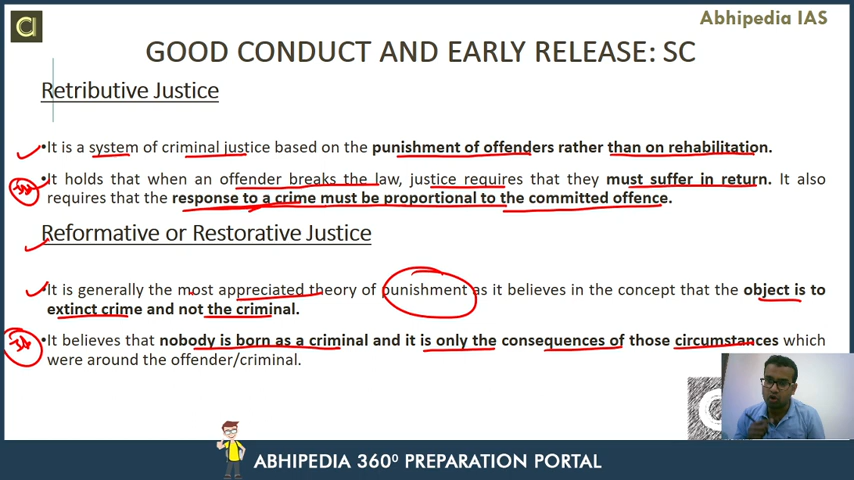 Abhipedia IAS
GOOD CONDUCT AND EARLY RELEASE: SC
Retributive Justice
•It is a system of criminal justice based on the punishment of offenders rather than on rehabilitation.
•It holds that when an offender breaks the law, justice requires that they must suffer in return. It also
requires that the response to a crime must be proportional to the committed offence.
Reformative or Restorative Justice
•It is generally the most appreciated theory of punishment as it believes in the concept that the object is to
extinct crime and not the criminal.
•It believes that nobody is born as a criminal and it is only the consequences of those circumstances which
were around the offender/criminal.
ABHIPEDIA 360⁰ PREPARATION PORTAL